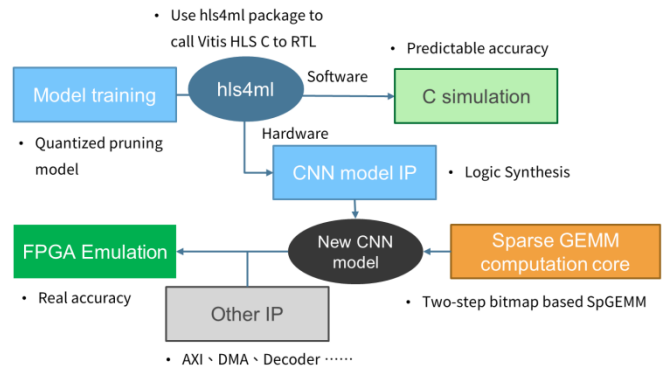 • Use hls4ml package to
call Vitis HLS C to RTL
• Predictable accuracy
Model training
hls4ml
Software
C simulation
• Quantized pruning
model
Hardware
CNN model IP
• Logic Synthesis
FPGA Emulation
New CNN
model
Sparse GEMM
computation core
• Real accuracy
Other IP
• Two-step bitmap based SpGEMM
• AXI、DMA、Decoder ……